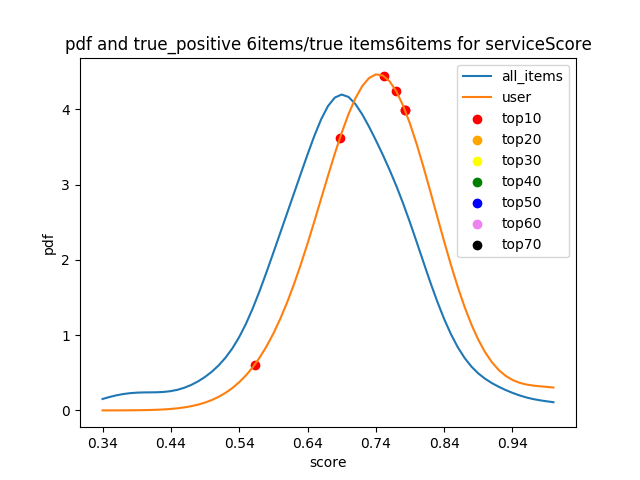 pdf and true_positive 6items/true items6items for serviceScore
all_items
user
top10
top20
top30
top40
top50
top60
top70
pdf
4
3
2
1
0
0.34 0.44 0.54 0.64 0.74 0.84 0.94
score